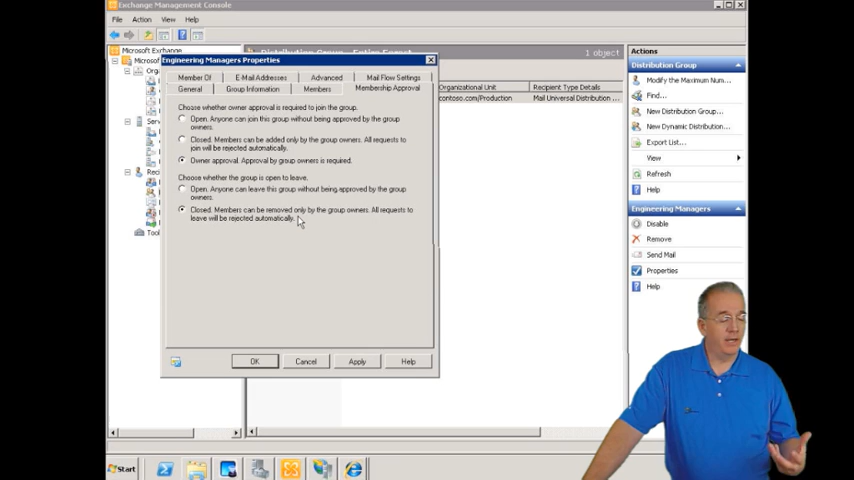 Exchange Management Console
File Action View Help
Microsoft Exchange
Distribution Group - Entire Forest
1 object
Engineering Managers Properties
Member Of E-Mail Addresses Advanced Mail Flow Settings
General Group Information Members Membership Approval
Choose whether owner approval is required to join the group.
Open. Anyone can join this group without being approved by the group
owners.
Closed. Members can be added only by the group owners. All requests to
join will be rejected automatically.
Owner approval. Approval by group owners is required.
Choose whether the group is open to leave.
Open. Anyone can leave this group without being approved by the group
owners.
Closed. Members can be removed only by the group owners. All requests to
leave will be rejected automatically.
OK Cancel Apply Help
Organizational Unit Recipient Type Details
contoso.com/Production Mail Universal Distribution ...
Actions
Distribution Group
Modify the Maximum Num...
Find...
New Distribution Group...
New Dynamic Distribution...
Export List...
View
Refresh
Help
Engineering Managers
Disable
Remove
Send Mail
Properties
Help
Start